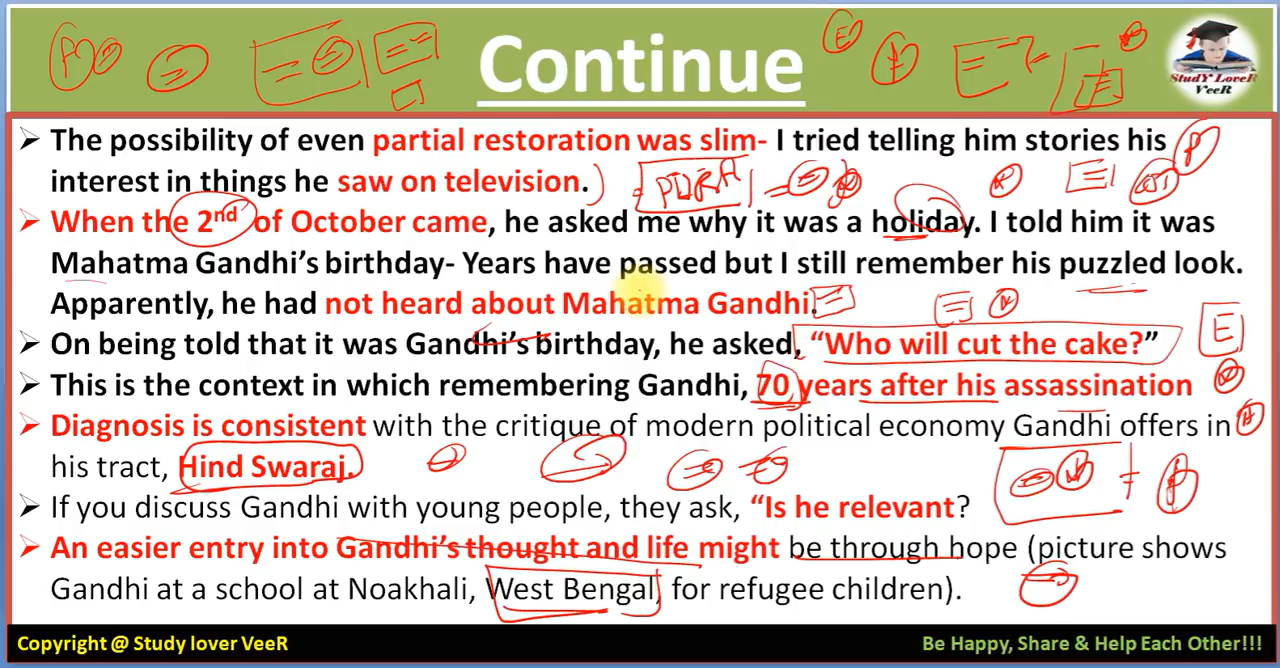 Continue
StudY LoveR
VeeR
➢ The possibility of even partial restoration was slim- I tried telling him stories his
interest in things he saw on television.
PDRA
➢ When the 2nd of October came, he asked me why it was a holiday. I told him it was
Mahatma Gandhi's birthday- Years have passed but I still remember his puzzled look.
Apparently, he had not heard about Mahatma Gandhi.
➢ On being told that it was Gandhi's birthday, he asked, “Who will cut the cake?”
➢ This is the context in which remembering Gandhi, 70 years after his assassination
➢ Diagnosis is consistent with the critique of modern political economy Gandhi offers in
his tract, Hind Swaraj.
➢ If you discuss Gandhi with young people, they ask, “Is he relevant?
➢ An easier entry into Gandhi's thought and life might be through hope (picture shows
Gandhi at a school at Noakhali, West Bengal, for refugee children).
Copyright @ Study lover VeeR
Be Happy, Share & Help Each Other!!!